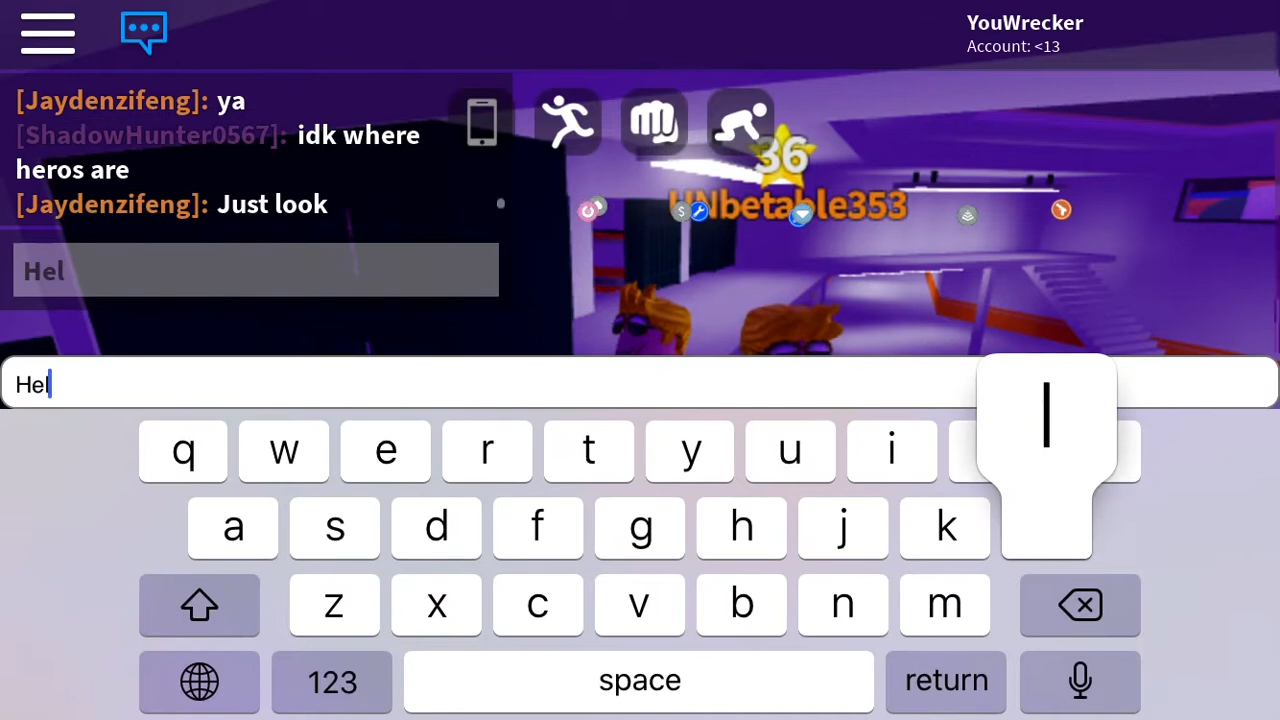 YouWrecker
Account: <13
[Jaydenzifeng]: ya
[ShadowHunter0567]: idk where
heros are
[Jaydenzifeng]: Just look
36
UNbetable353
$
Hel
Hel
l
q w e r t y u i
a s d f g h j k
z x c v b n m
123 space return